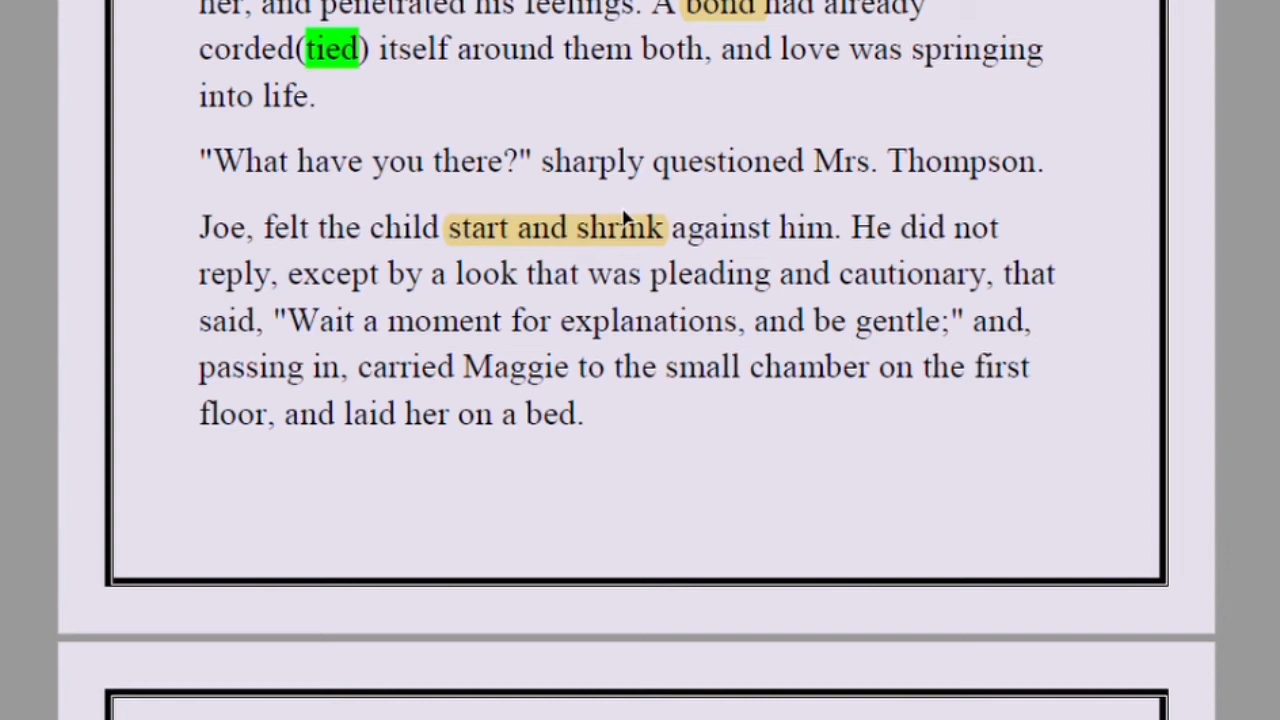 her, and penetrated his feelings. A bond had already
corded(tied) itself around them both, and love was springing
into life.
"What have you there?" sharply questioned Mrs. Thompson.
Joe, felt the child start and shrink against him. He did not
reply, except by a look that was pleading and cautionary, that
said, "Wait a moment for explanations, and be gentle;" and,
passing in, carried Maggie to the small chamber on the first
floor, and laid her on a bed.